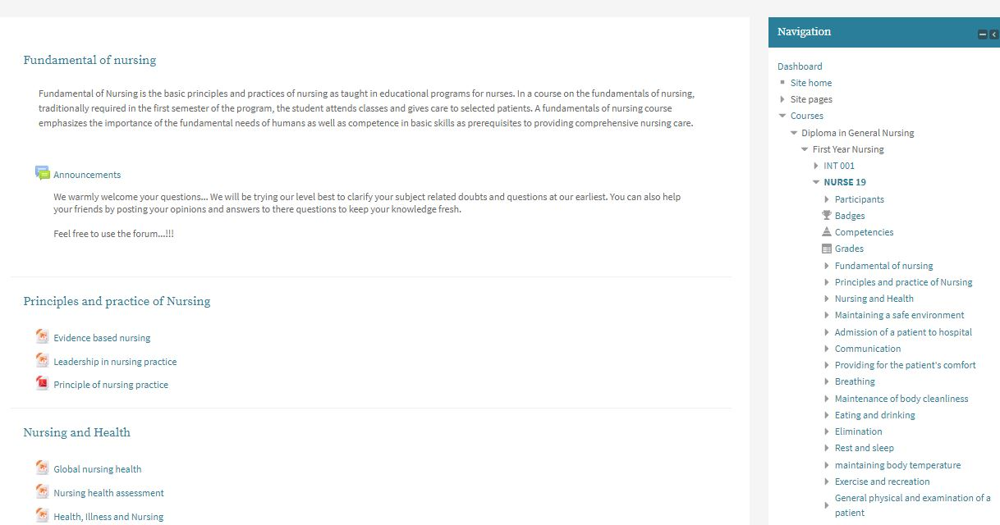 Fundamental of nursing
Fundamental of Nursing is the basic principles and practices of nursing as taught in educational programs for nurses. In a course on the fundamentals of nursing,
traditionally required in the first semester of the program, the student attends classes and gives care to selected patients. A fundamentals of nursing course
emphasizes the importance of the fundamental needs of humans as well as competence in basic skills as prerequisites to providing comprehensive nursing care.
Announcements
We warmly welcome your questions... We will be trying our level best to clarify your subject related doubts and questions at our earliest. You can also help
your friends by posting your opinions and answers to there questions to keep your knowledge fresh.
Feel free to use the forum...!!!
Principles and practice of Nursing
Evidence based nursing
Leadership in nursing practice
Principle of nursing practice
Nursing and Health
Global nursing health
Nursing health assessment
Health, Illness and Nursing
Navigation
Dashboard
Site home
Site pages
Courses
Diploma in General Nursing
First Year Nursing
INT 001
NURSE 19
Participants
Badges
Competencies
Grades
Fundamental of nursing
Principles and practice of Nursing
Nursing and Health
Maintaining a safe environment
Admission of a patient to hospital
Communication
Providing for the patient's comfort
Breathing
Maintenance of body cleanliness
Eating and drinking
Elimination
Rest and sleep
maintaining body temperature
Exercise and recreation
General physical and examination of a
patient